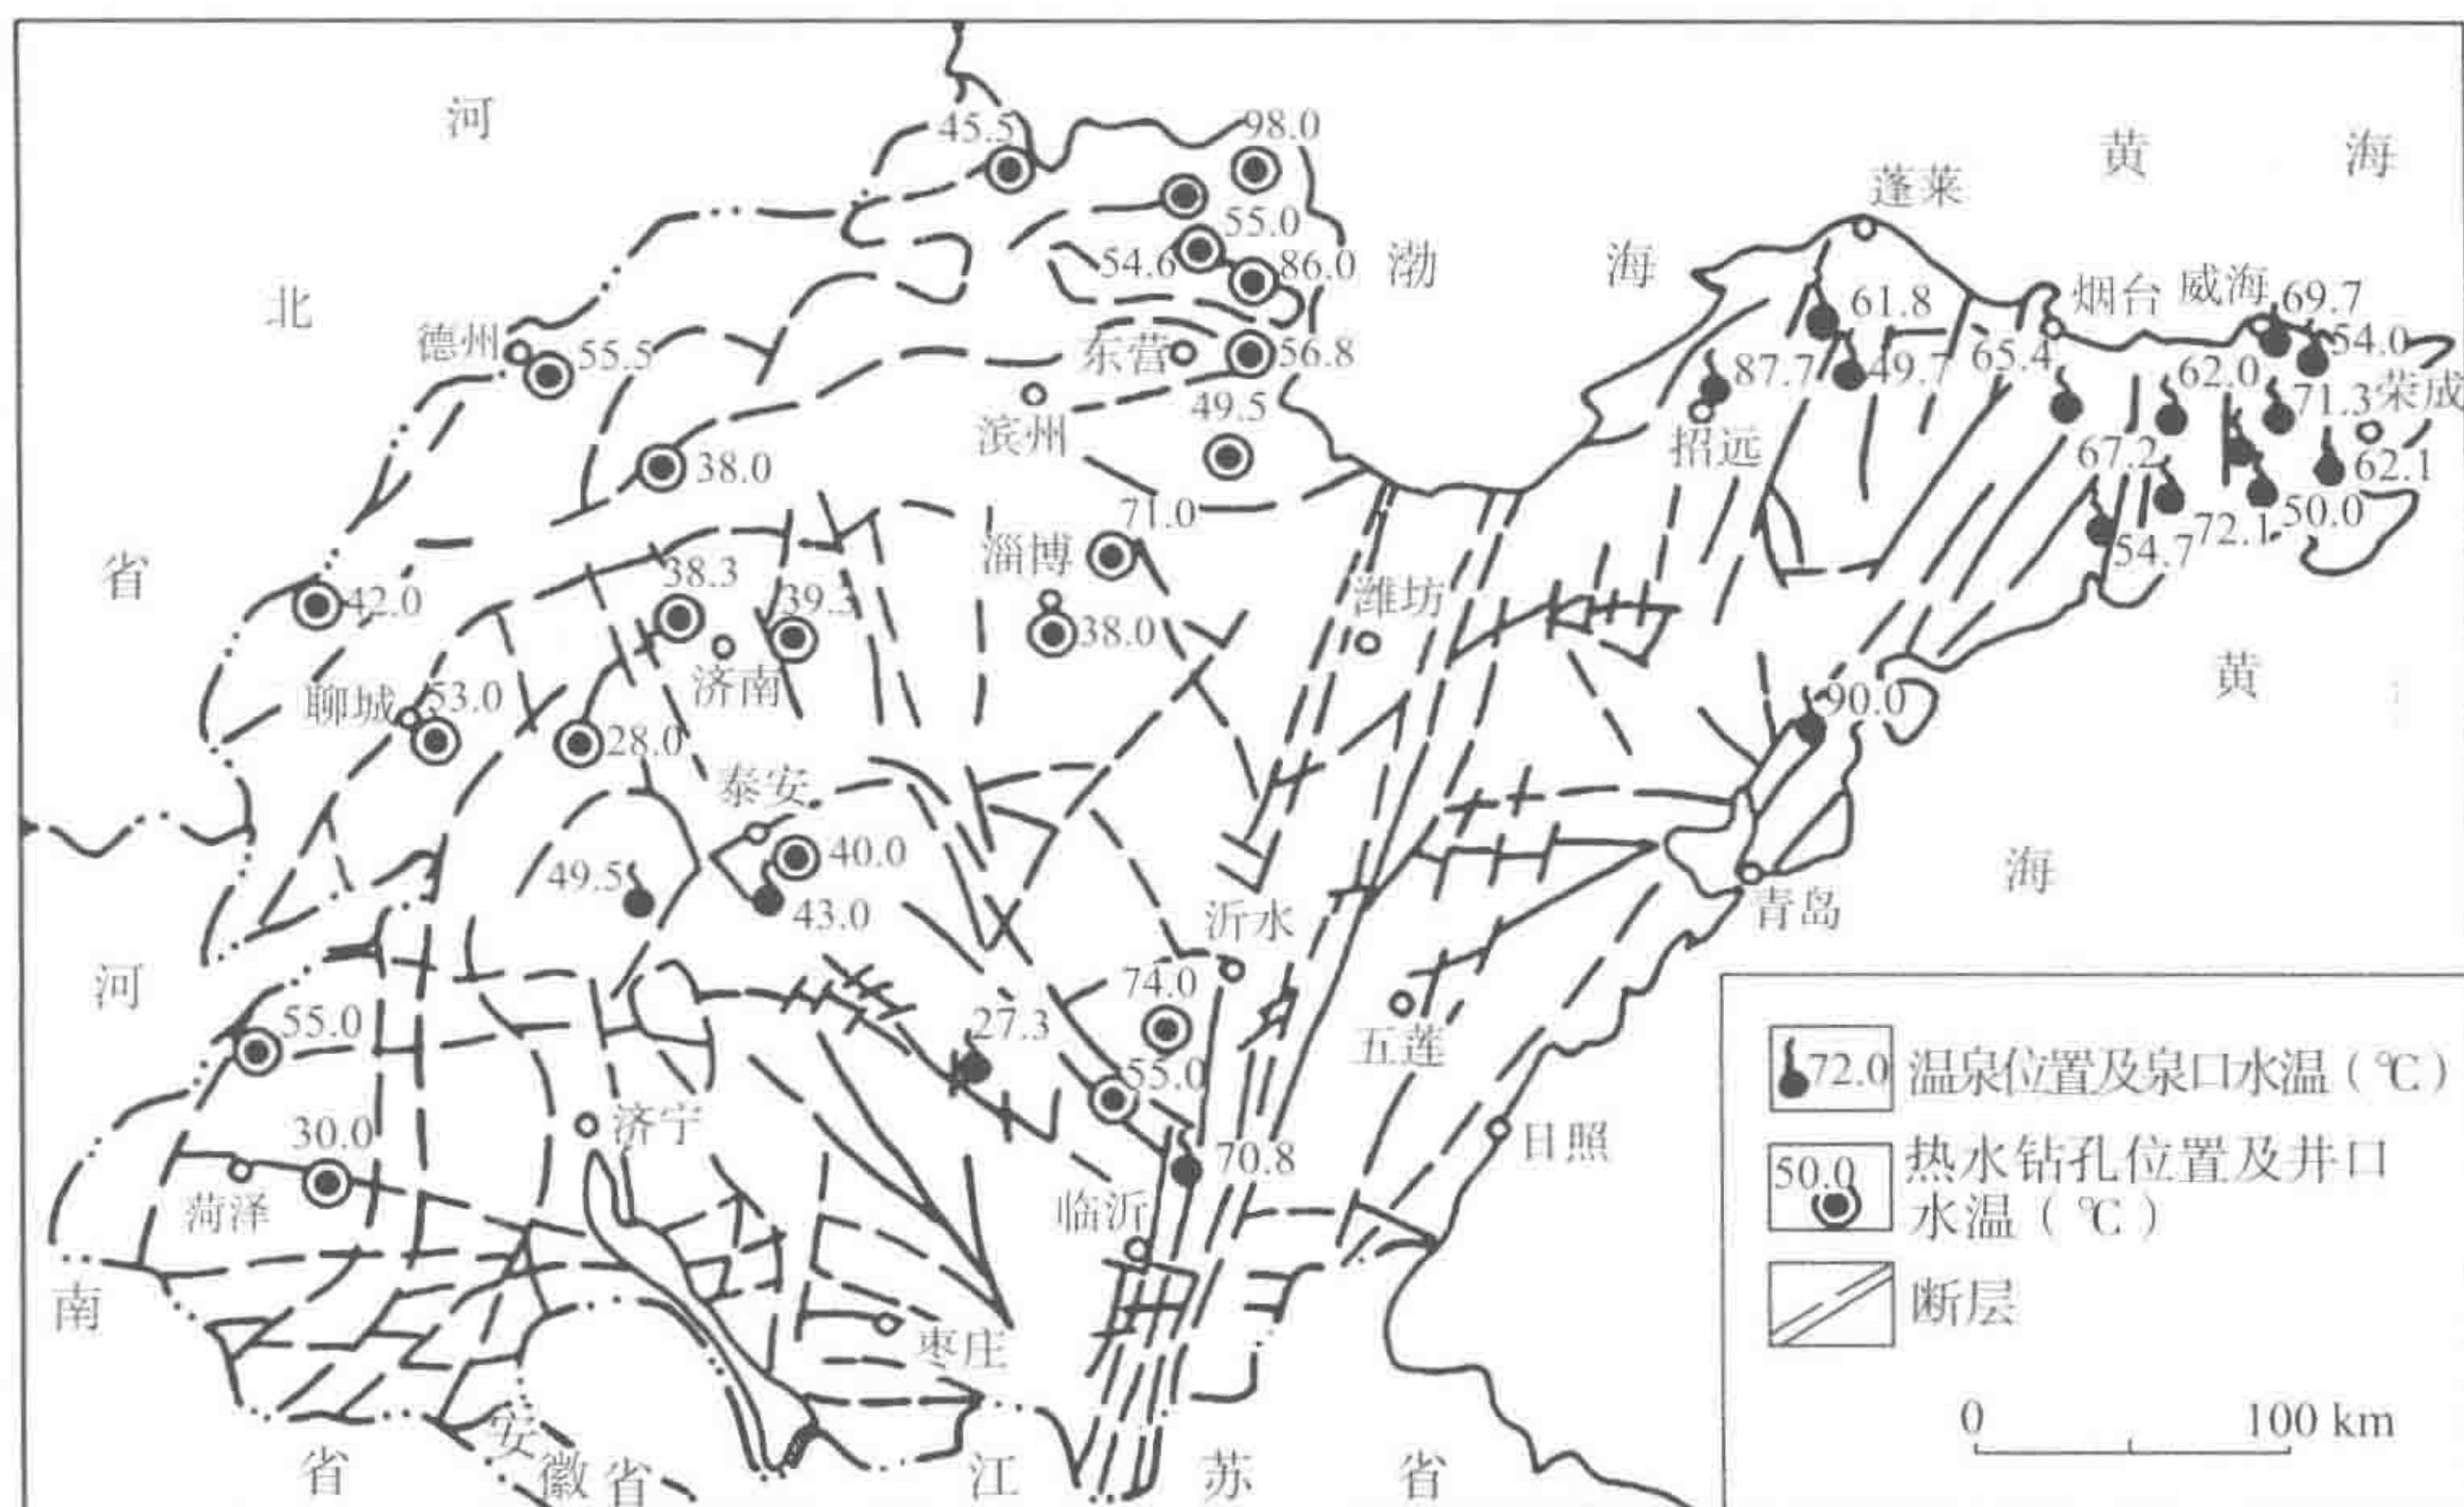 河
45.5
98.0
黄 海
蓬莱
55.0
渤 海
54.6
86.0
北
61.8
烟台
威海
69.7
德州
55.5
东营
56.8
87.7
49.7
65.4
62.0
54.0
49.5
71.3
荣成
滨州
招远
38.0
67.2
62.1
71.0
50.0
72.1
54.7
淄博
省
38.3
39.3
潍坊
42.0
38.0
济南
黄
聊城
53.0
90.0
28.0
泰安
40.0
海
49.5
43.0
沂水
青岛
河
74.0
55.0
27.3
五莲
72.0
温泉位置及泉口水温(℃)
55.0
济宁
30.0
日照
70.8
50.0
热水钻孔位置及井口
水温(℃)
菏泽
临沂
南
断层
枣庄
0 100 km
安
徽
省
省
江 苏 省